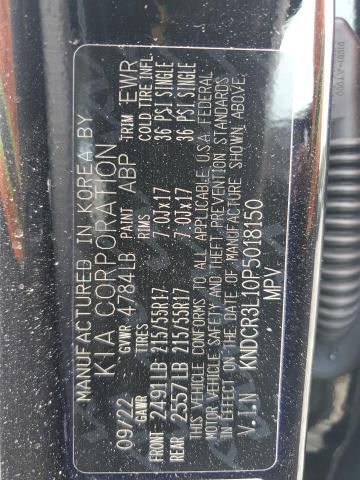 MANUFACTURED IN KOREA BY
KIA CORPORATION
09/22 GVWR 4784LB PAINT ABP TRIM EWR
GAWR TIRES RIMS COLD TIRE INFL.
FRONT 2491LB 215/55R17 7.0JX17 36 PSI SINGLE
REAR 2557LB 215/55R17 7.0JX17 36 PSI SINGLE
THIS VEHICLE CONFORMS TO ALL APPLICABLE U.S.A. FEDERAL
MOTOR VEHICLE SAFETY AND THEFT PREVENTION STANDARDS
IN EFFECT ON THE DATE OF MANUFACTURE SHOWN ABOVE.
V.I.N KNDCR3L10P5018150
MPV